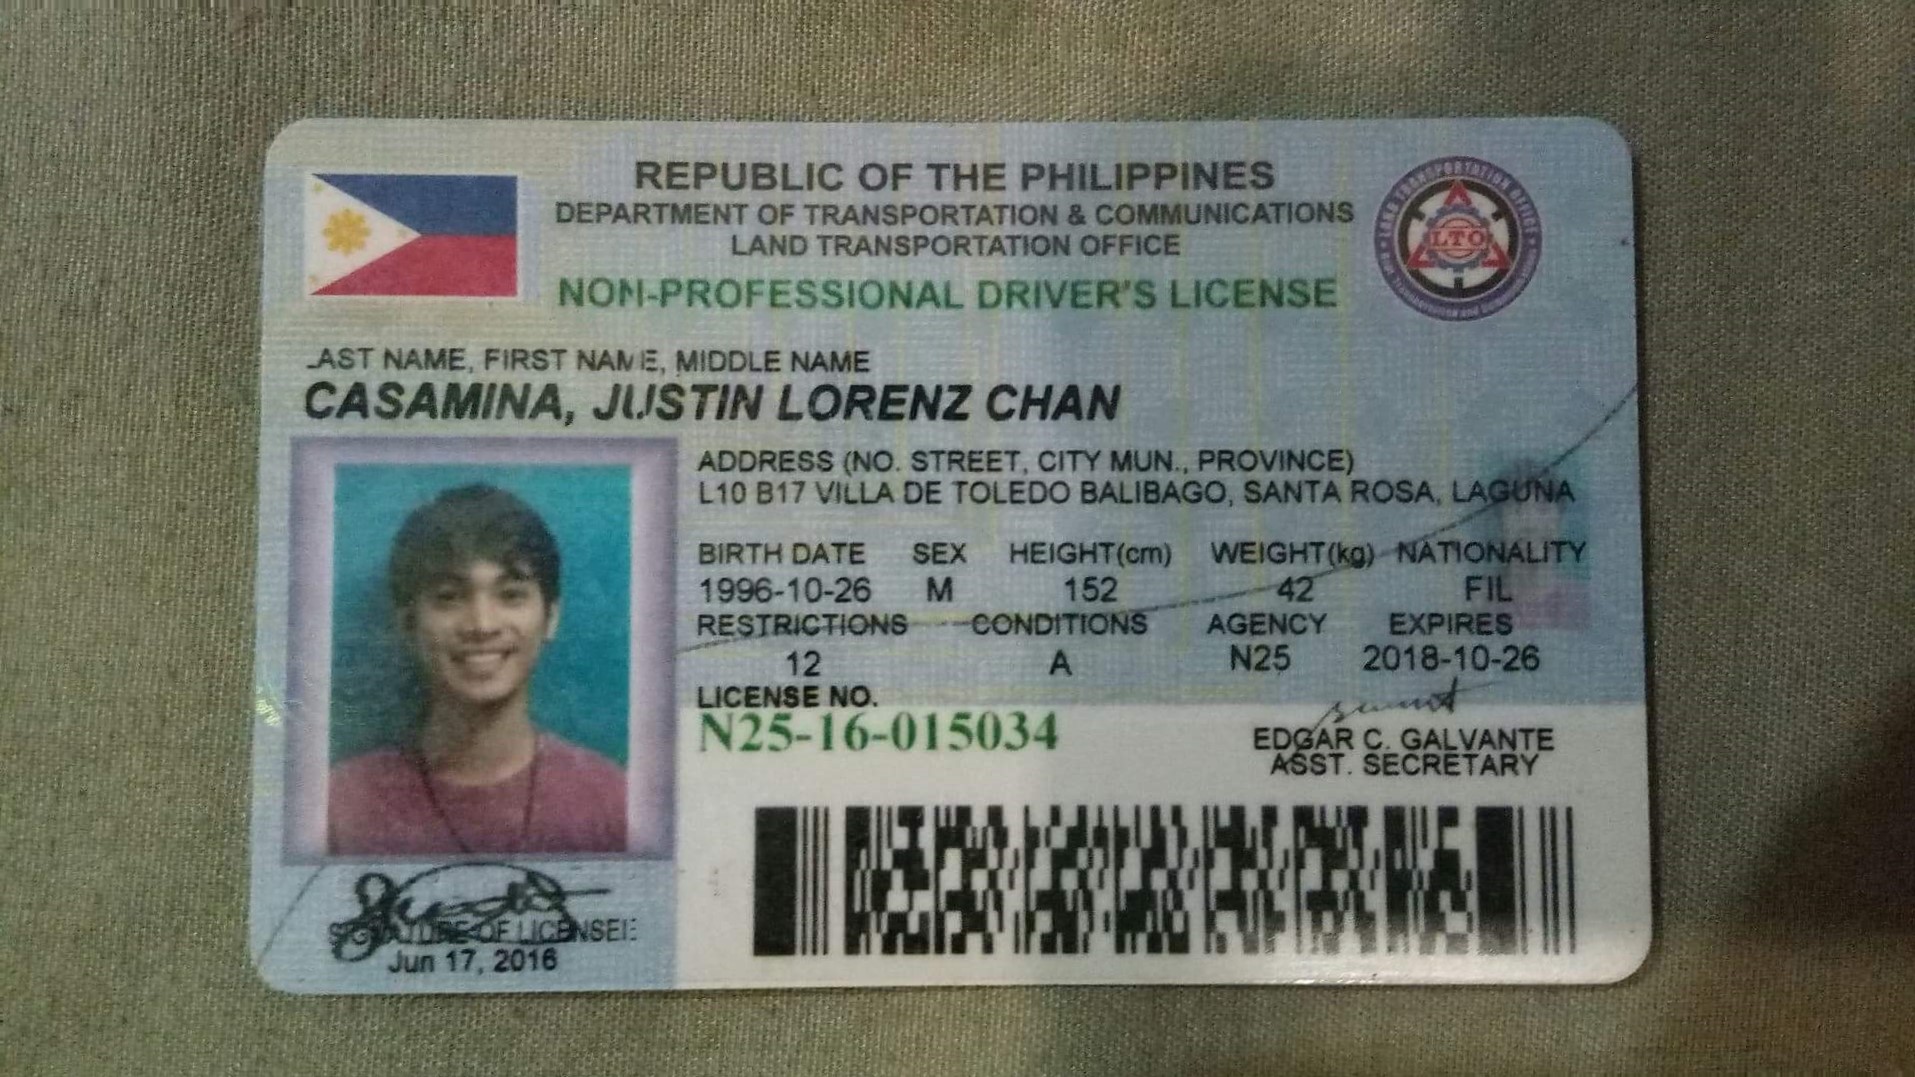 REPUBLIC OF THE PHILIPPINES
DEPARTMENT OF TRANSPORTATION & COMMUNICATIONS
LAND TRANSPORTATION OFFICE
NON-PROFESSIONAL DRIVER'S LICENSE
LAND TRANSPORTATION OFFICE
LTO
LAST NAME, FIRST NAME, MIDDLE NAME
CASAMINA, JUSTIN LORENZ CHAN
ADDRESS (NO. STREET, CITY MUN., PROVINCE)
L10 B17 VILLA DE TOLEDO BALIBAGO, SANTA ROSA, LAGUNA
BIRTH DATE SEX HEIGHT(cm) WEIGHT(kg) NATIONALITY
1996-10-26 M 152 42 FIL
RESTRICTIONS CONDITIONS AGENCY EXPIRES
12 A N25 2018-10-26
LICENSE NO.
N25-16-015034
EDGAR C. GALVANTE
ASST. SECRETARY
SIGNATURE OF LICENSEE
Jun 17, 2016